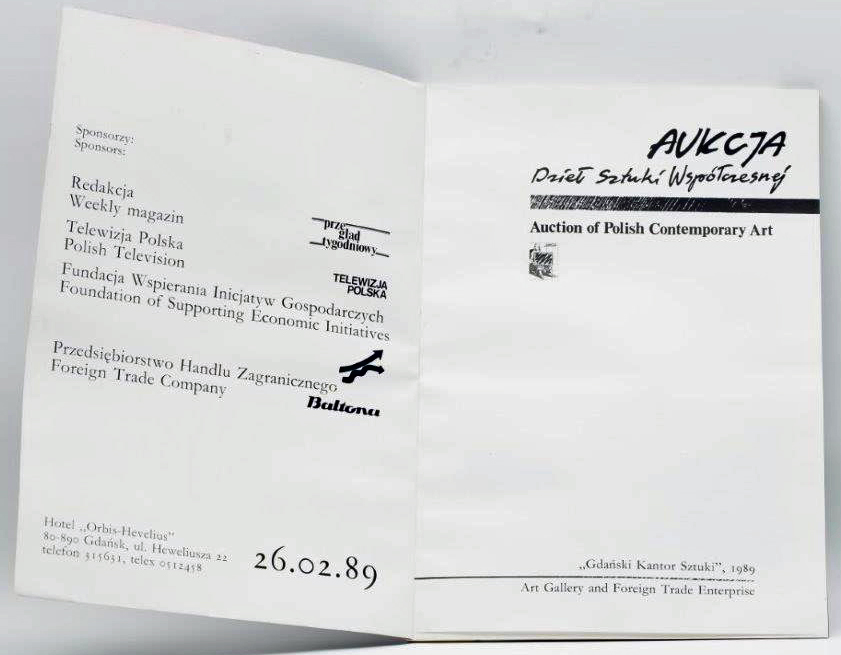 Sponsorzy:
Sponsors:
Redakcja
Weekly magazin
prze
gląd
tygodniowy
Telewizja Polska
Polish Television
TELEWIZJA
POLSKA
Fundacja Wspierania Inicjatyw Gospodarczych
Foundation of Supporting Economic Initiatives
Przedsiębiorstwo Handlu Zagranicznego
Foreign Trade Company
Baltona
Hotel „Orbis-Hevelius”
80-890 Gdańsk, ul. Heweliusza 22
telefon 315631, telex 0512458
26.02.89
AUKCJA
Dzieł Sztuki Współczesnej
Auction of Polish Contemporary Art
„Gdański Kantor Sztuki”, 1989
Art Gallery and Foreign Trade Enterprise